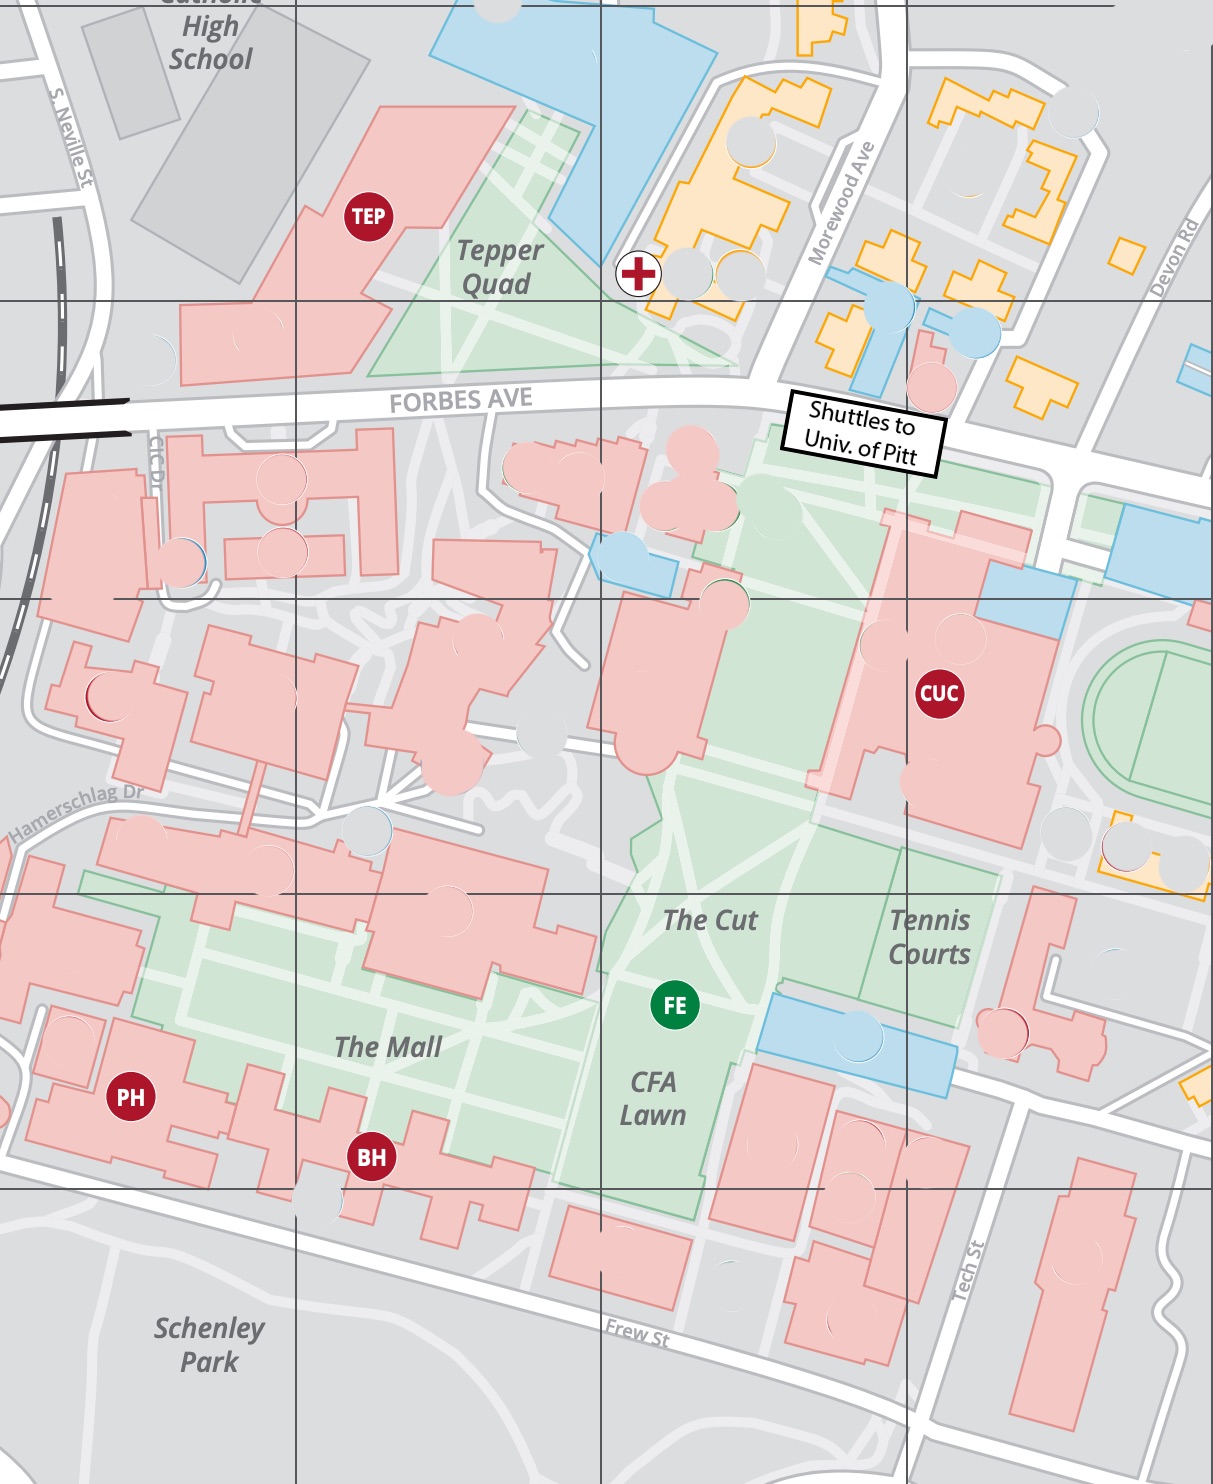 Catholic
High
School
S. Neville St
TEP
Tepper
Quad
Morewood Ave
Devon Rd
FORBES AVE
Shuttles to
Univ. of Pitt
CIC Dr
CUC
Hamerschlag Dr
The Cut
Tennis
Courts
FE
The Mall
CFA
Lawn
PH
BH
Tech St
Schenley
Park
Frew St